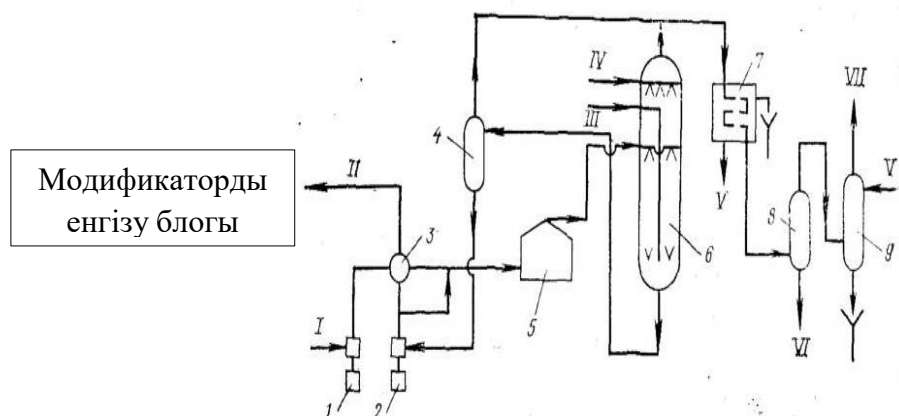 Модификаторды
енгізу блогы
I
II
III
IV
V
V
VI
VII
1
2
3
4
5
6
7
8
9